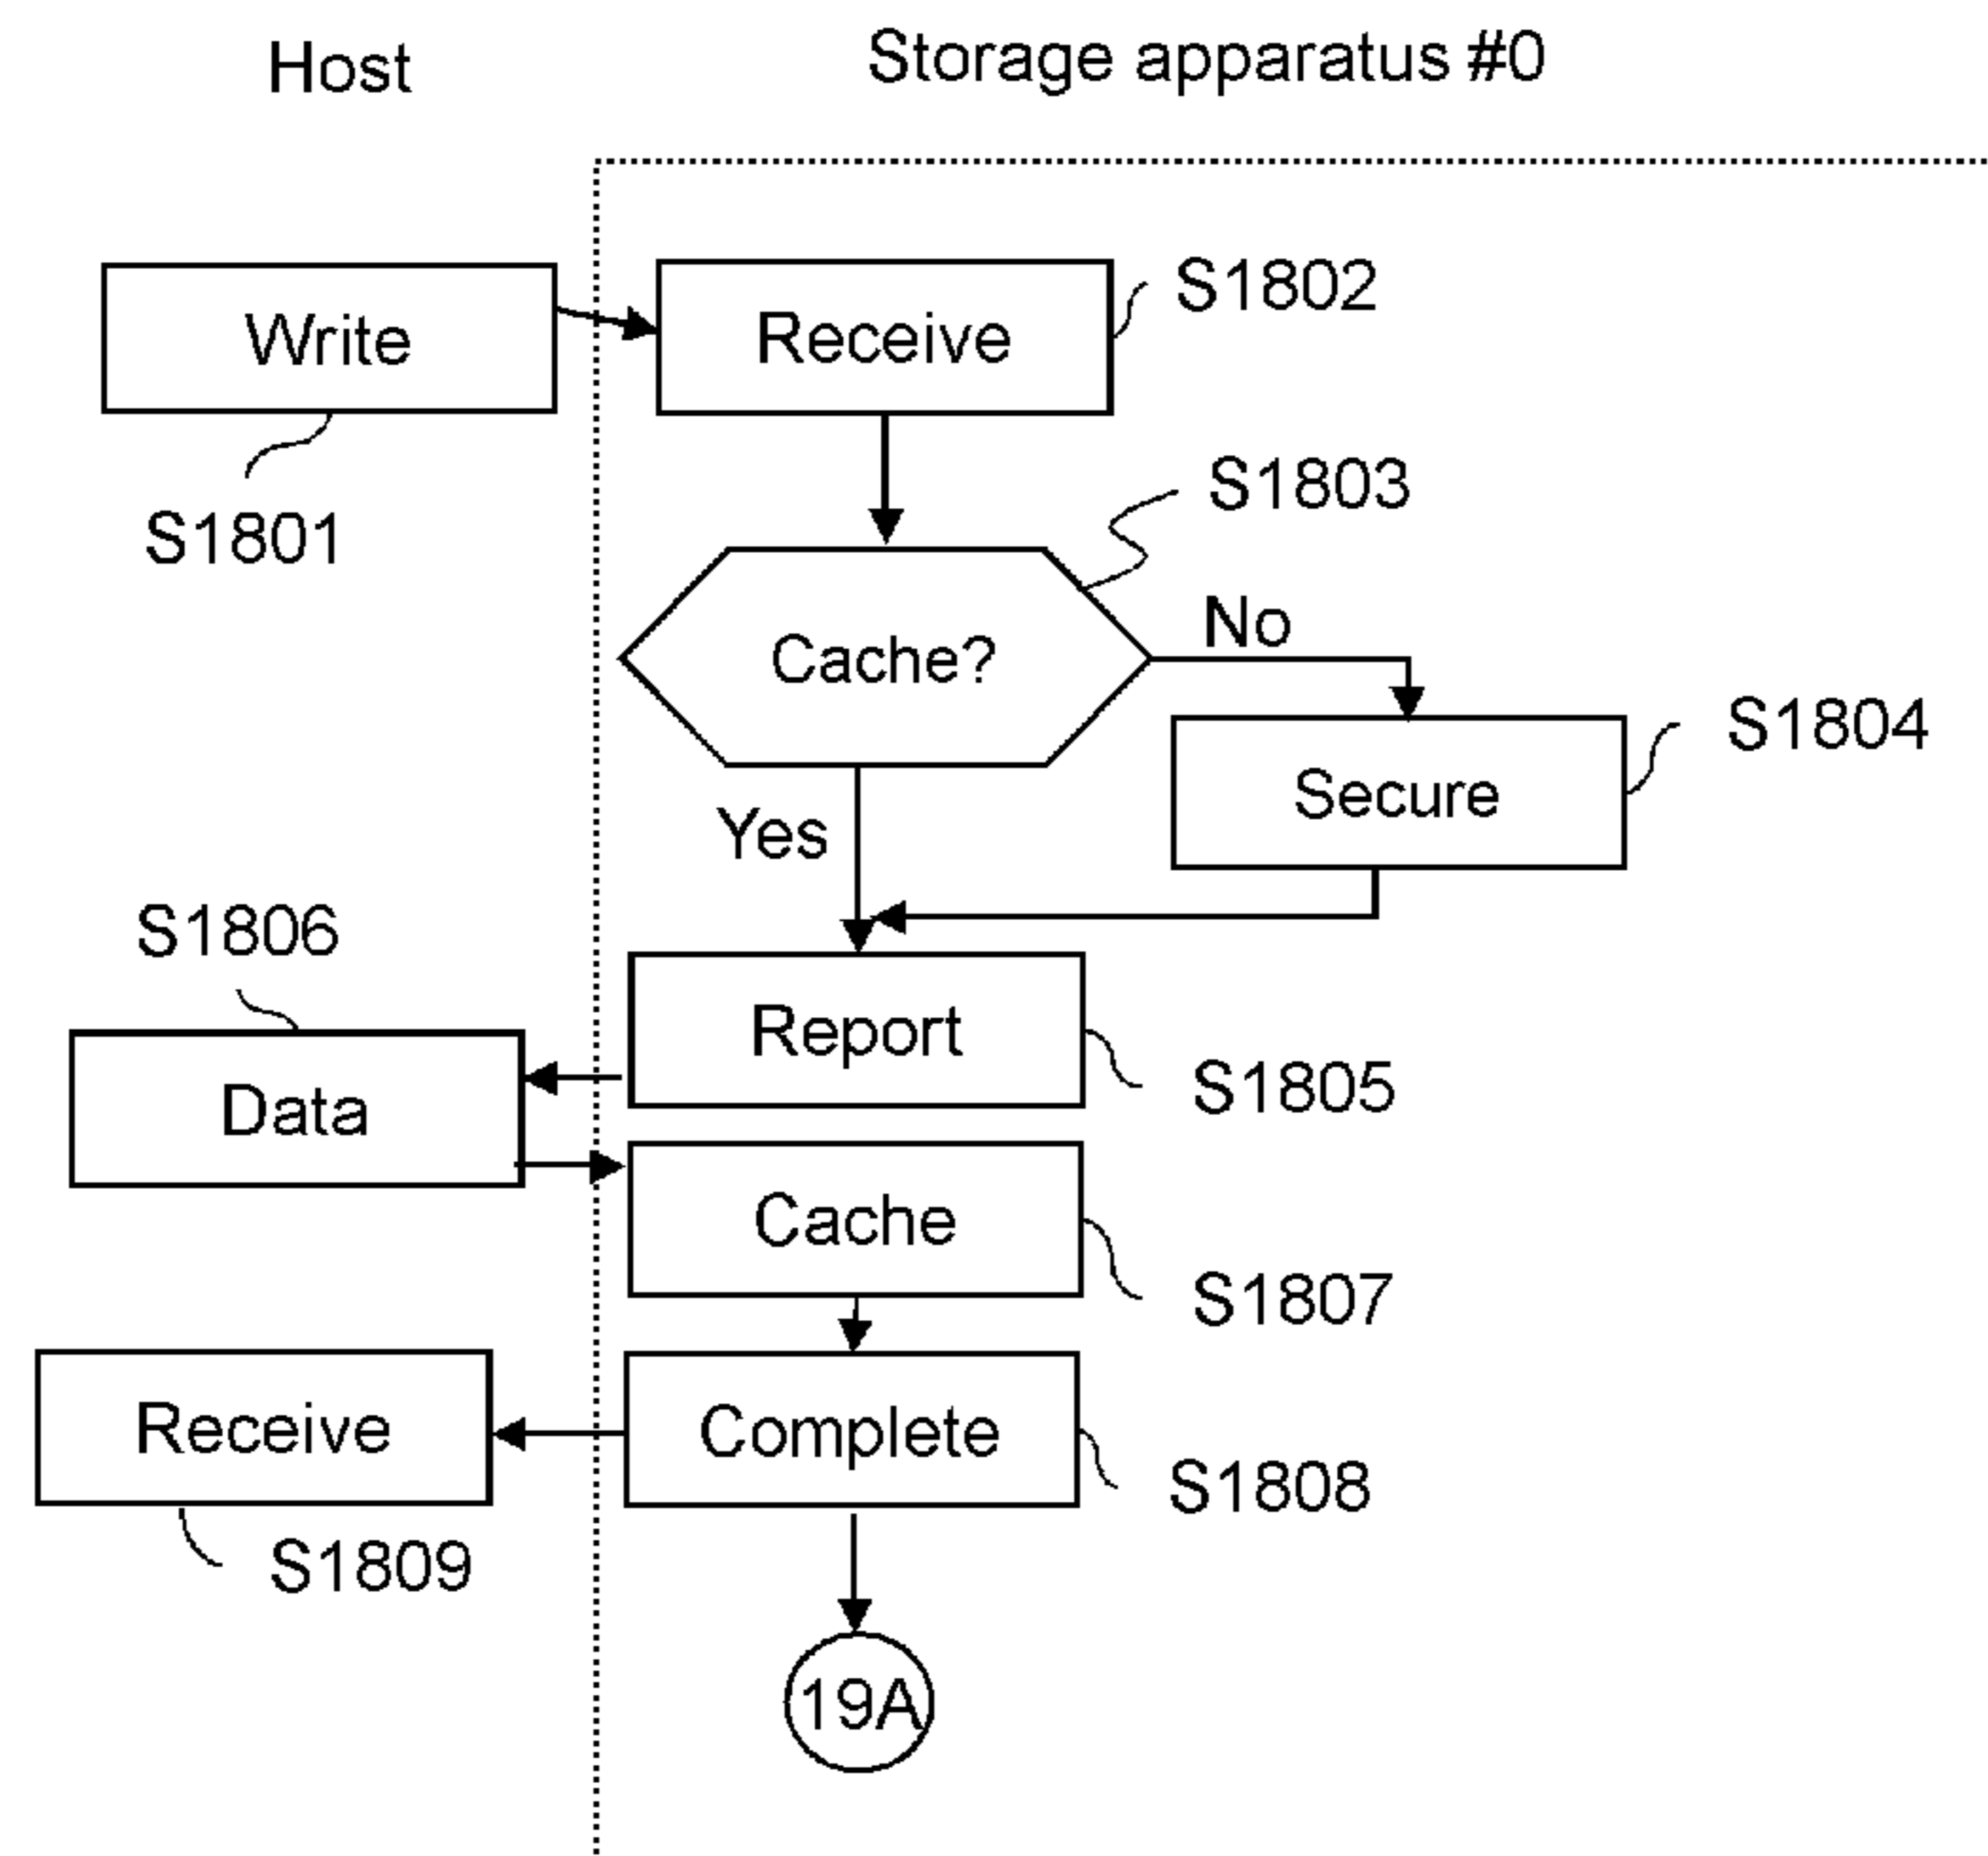 Host
Storage apparatus #0
Write
Receive
S1802
S1801
S1803
Cache?
No
S1804
Secure
Yes
S1806
Report
S1805
Data
Cache
S1807
Receive
Complete
S1808
S1809
19A